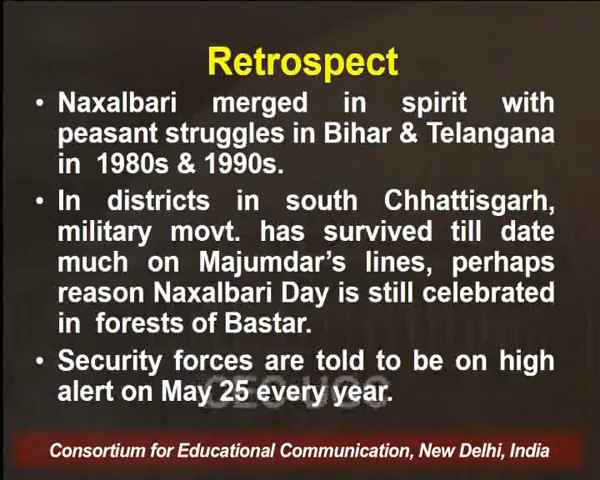 Retrospect
• Naxalbari merged in spirit with
peasant struggles in Bihar & Telangana
in 1980s & 1990s.
• In districts in south Chhattisgarh,
military movt. has survived till date
much on Majumdar's lines, perhaps
reason Naxalbari Day is still celebrated
in forests of Bastar.
• Security forces are told to be on high
alert on May 25 every year.
CEC UGC
Consortium for Educational Communication, New Delhi, India